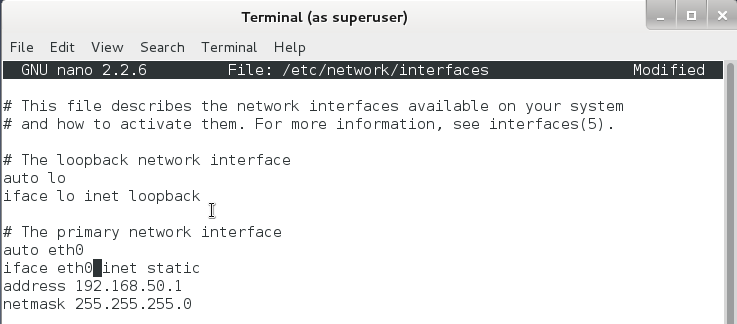 Terminal (as superuser)
File Edit View Search Terminal Help
GNU nano 2.2.6 File: /etc/network/interfaces Modified
# This file describes the network interfaces available on your system
# and how to activate them. For more information, see interfaces(5).
# The loopback network interface
auto lo
iface lo inet loopback
# The primary network interface
auto eth0
iface eth0 inet static
address 192.168.50.1
netmask 255.255.255.0